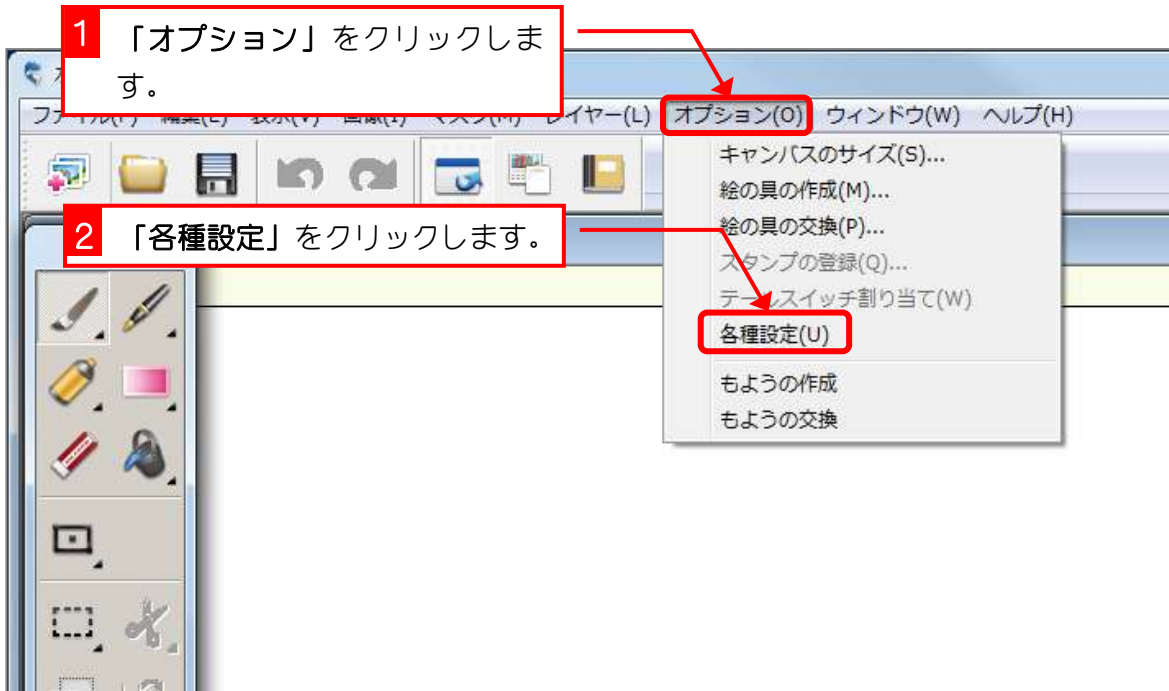 1
「オプション」をクリックしま
す。
オプション(O) ウィンドウ(W) ヘルプ(H)
キャンバスのサイズ(S)...
絵の具の作成(M)...
絵の具の交換(P)...
スタンプの登録(Q)...
テールスイッチ割り当て(W)
各種設定(U)
もようの作成
もようの交換
2 「各種設定」をクリックします。